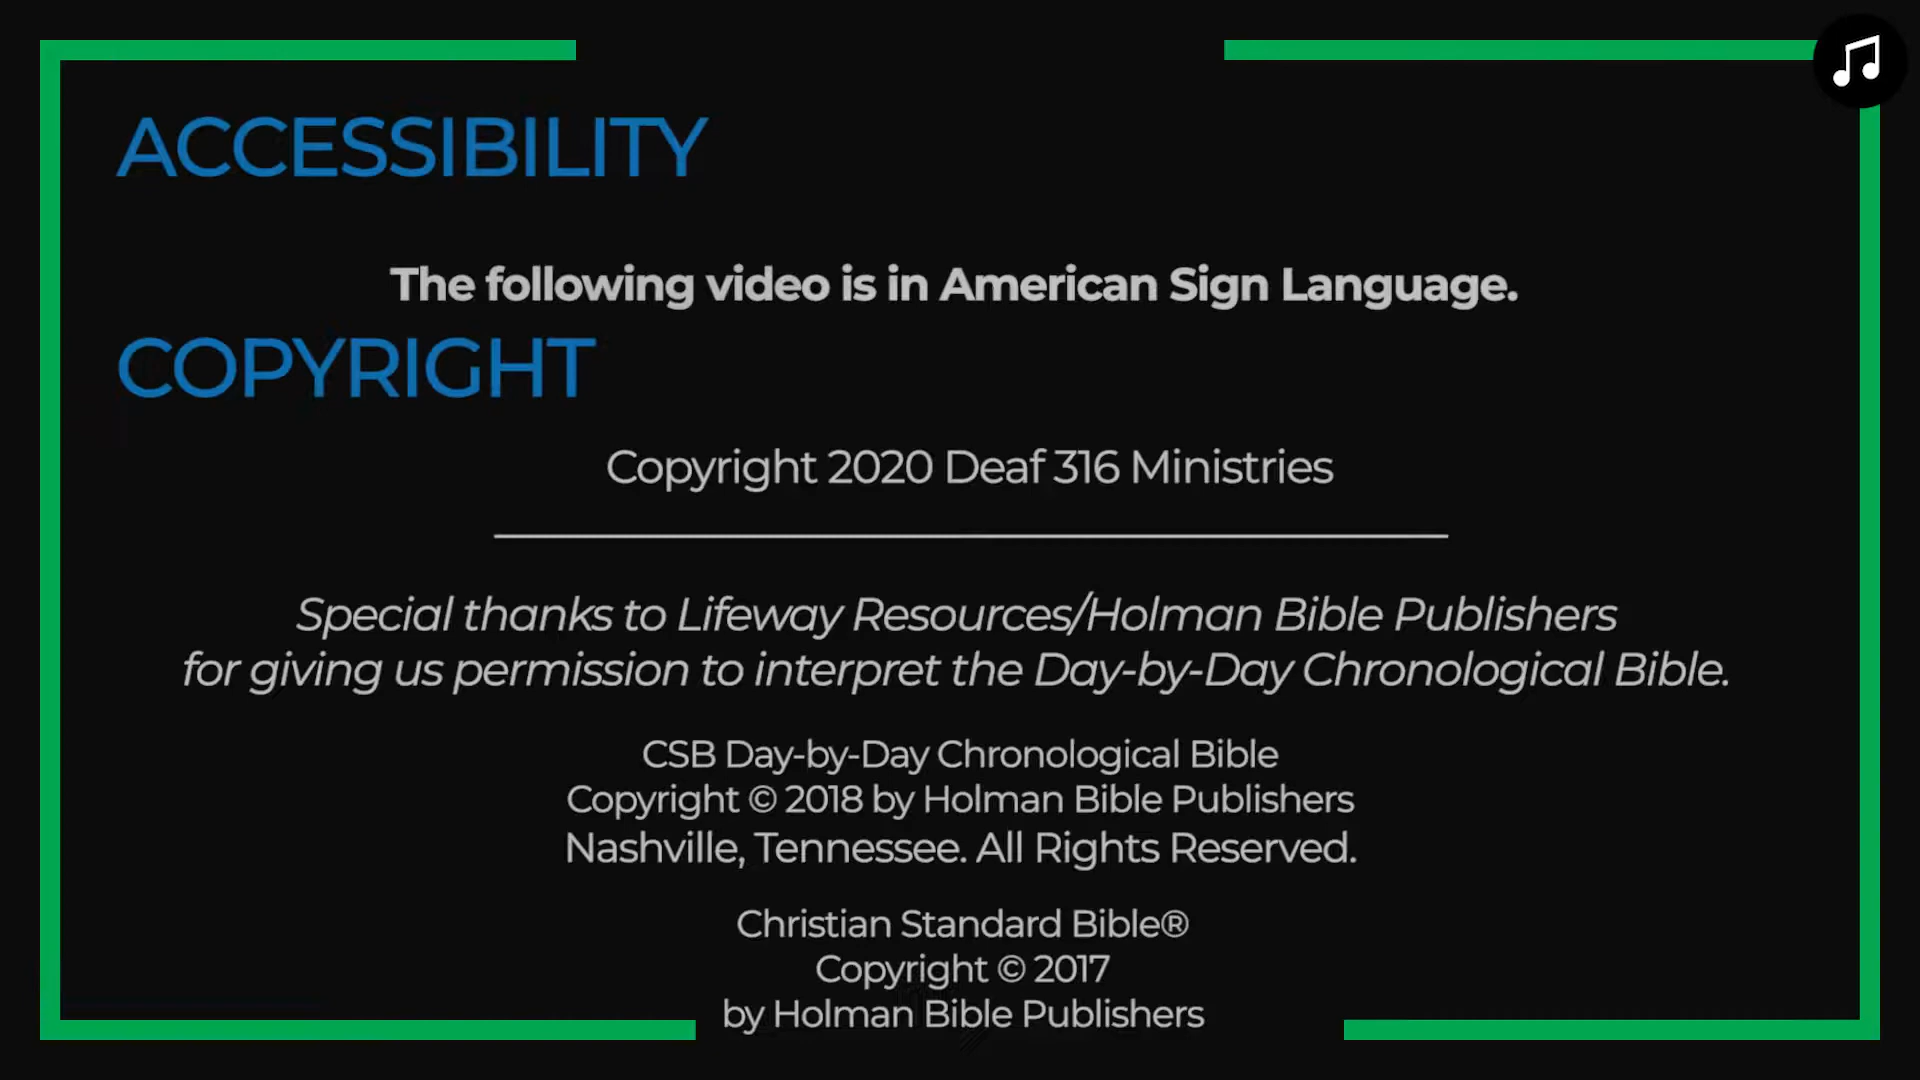 ACCESSIBILITY
The following video is in American Sign Language.
COPYRIGHT
Copyright 2020 Deaf 316 Ministries
Special thanks to Lifeway Resources/Holman Bible Publishers
for giving us permission to interpret the Day-by-Day Chronological Bible.
CSB Day-by-Day Chronological Bible
Copyright © 2018 by Holman Bible Publishers
Nashville, Tennessee. All Rights Reserved.
Christian Standard Bible®
Copyright © 2017
by Holman Bible Publishers